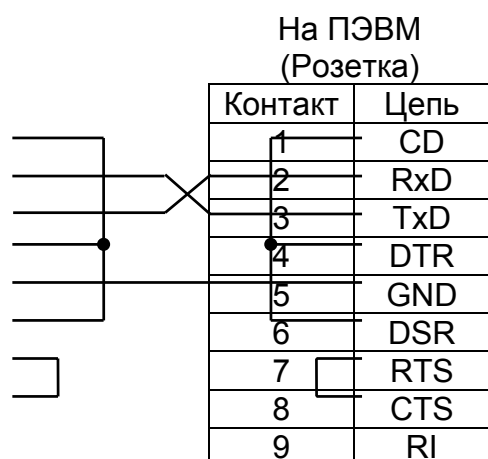 На ПЭВМ
(Розетка)
Контакт Цепь
1 CD
2 RxD
3 TxD
4 DTR
5 GND
6 DSR
7 RTS
8 CTS
9 RI